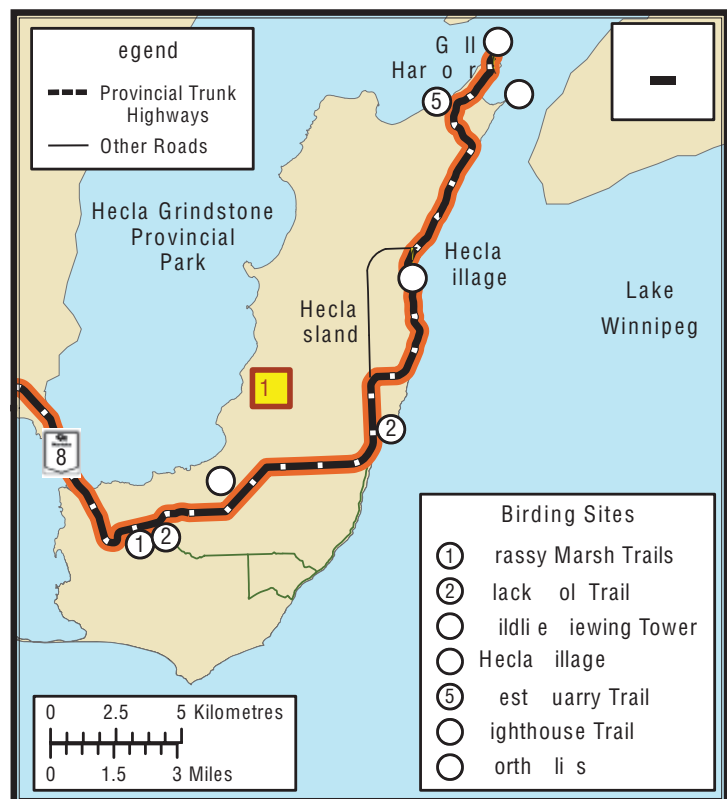 egend
Provincial Trunk
Highways
Other Roads
G ll
Har o r
5
Hecla Grindstone
Provincial
Park
Hecla
illage
Hecla
sland
Lake
Winnipeg
1
8
2
1
2
Birding Sites
1 rassy Marsh Trails
2 lack ol Trail
ildli e iewing Tower
Hecla illage
5 est uarry Trail
ighthouse Trail
orth li s
0 2.5 5 Kilometres
0 1.5 3 Miles